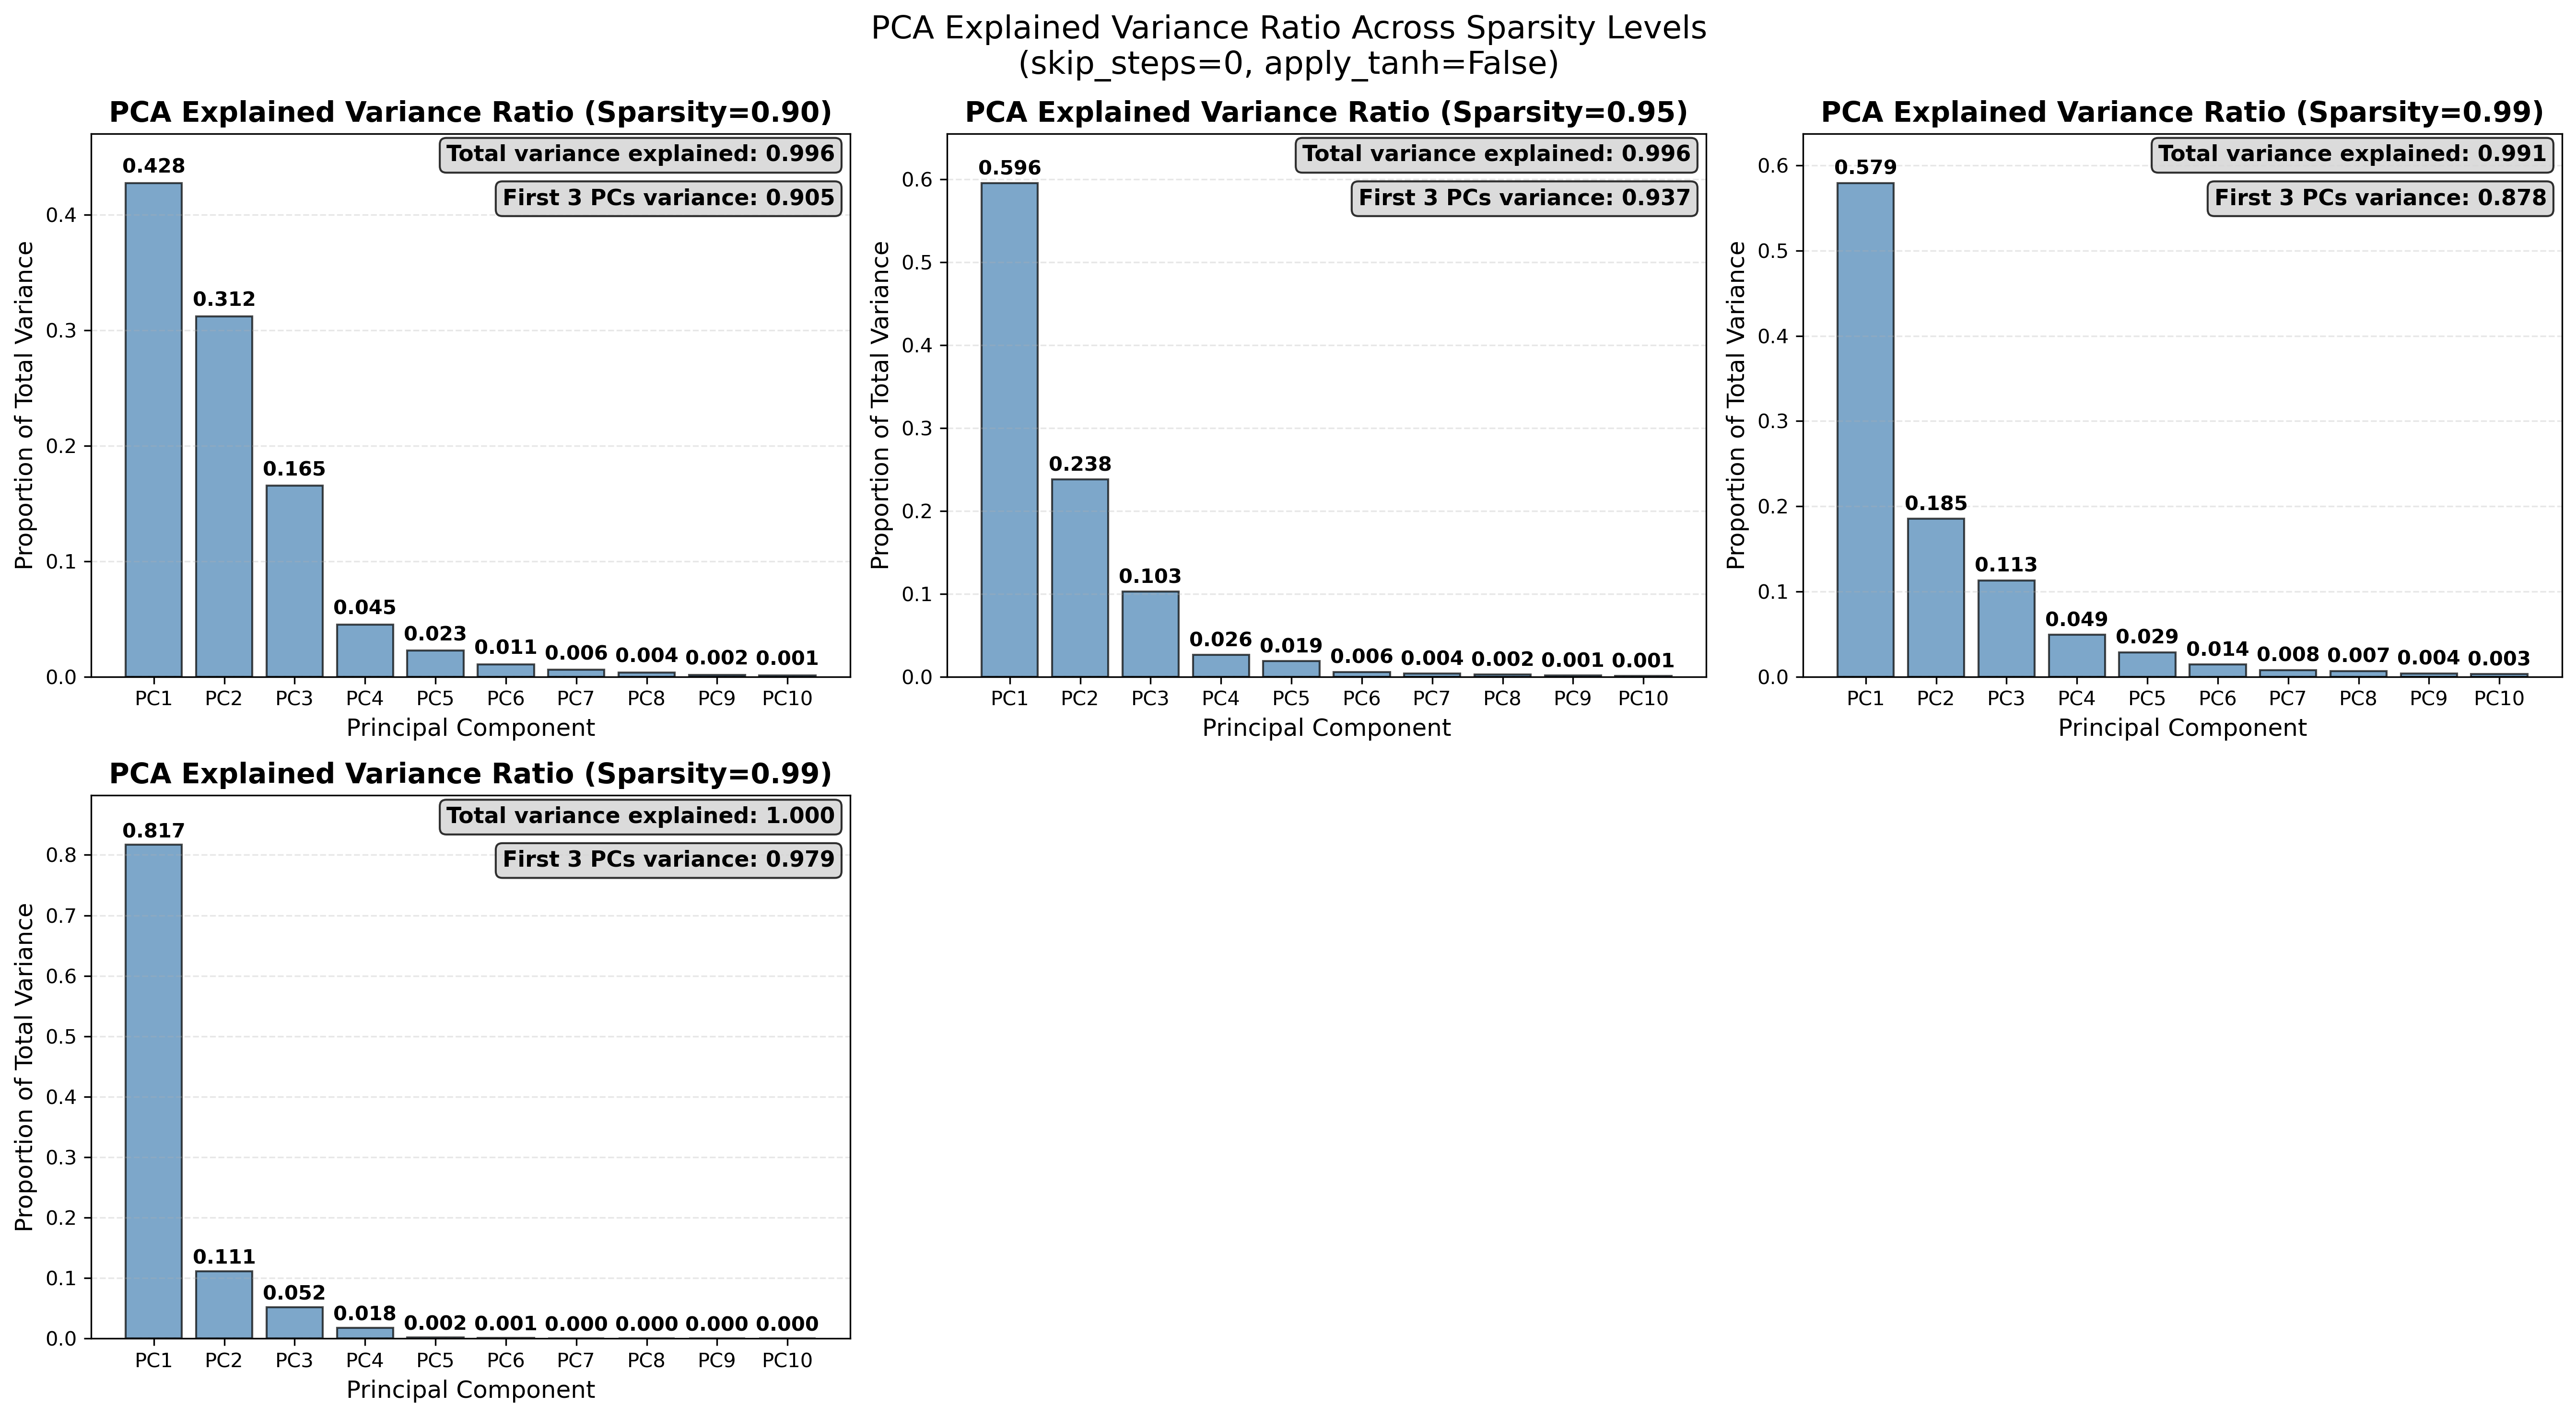 PCA Explained Variance Ratio Across Sparsity Levels
(skip_steps=0, apply_tanh=False)
PCA Explained Variance Ratio (Sparsity=0.90)
Total variance explained: 0.996
First 3 PCs variance: 0.905
Proportion of Total Variance
0.4
0.3
0.2
0.1
0.0
0.428
0.312
0.165
0.045
0.023
0.011
0.006
0.004
0.002
0.001
PC1 PC2 PC3 PC4 PC5 PC6 PC7 PC8 PC9 PC10
Principal Component
PCA Explained Variance Ratio (Sparsity=0.95)
Total variance explained: 0.996
First 3 PCs variance: 0.937
Proportion of Total Variance
0.6
0.5
0.4
0.3
0.2
0.1
0.0
0.596
0.238
0.103
0.026
0.019
0.006
0.004
0.002
0.001
0.001
PC1 PC2 PC3 PC4 PC5 PC6 PC7 PC8 PC9 PC10
Principal Component
PCA Explained Variance Ratio (Sparsity=0.99)
Total variance explained: 0.991
First 3 PCs variance: 0.878
Proportion of Total Variance
0.6
0.5
0.4
0.3
0.2
0.1
0.0
0.579
0.185
0.113
0.049
0.029
0.014
0.008
0.007
0.004
0.003
PC1 PC2 PC3 PC4 PC5 PC6 PC7 PC8 PC9 PC10
Principal Component
PCA Explained Variance Ratio (Sparsity=0.99)
Total variance explained: 1.000
First 3 PCs variance: 0.979
Proportion of Total Variance
0.8
0.7
0.6
0.5
0.4
0.3
0.2
0.1
0.0
0.817
0.111
0.052
0.018
0.002
0.001
0.000
0.000
0.000
0.000
PC1 PC2 PC3 PC4 PC5 PC6 PC7 PC8 PC9 PC10
Principal Component